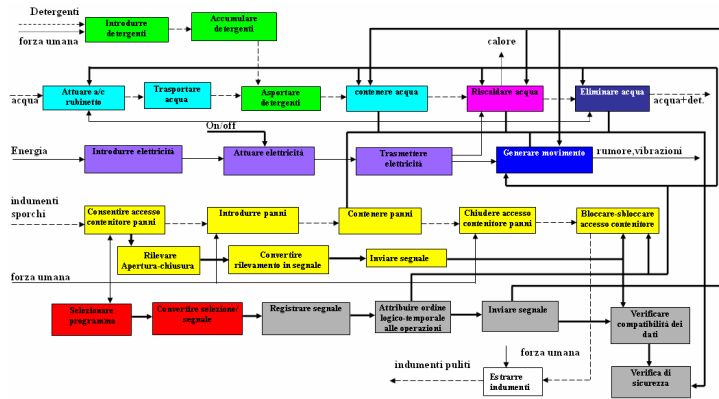 Detergenti
forza umana
Introdurre
detergenti
Accumulare
detergenti
calore
acqua
Attuare a/c
rubinetto
Trasportare
acqua
Asportare
detergenti
contenere acqua
Riscaldare acqua
Eliminare acqua
acqua+det.
On/off
Energia
Introdurre elettricità
Attuare elettricità
Trasmettere
elettricità
Generare movimento
rumore,vibrazioni
indumenti
sporchi
Consentire accesso
contenitore panni
Introdurre panni
Contenere panni
Chiudere accesso
contenitore panni
Bloccare-sbloccare
accesso contenitore
Rilevare
Apertura-chiusura
Convertire
rilevamento in segnale
Inviare segnale
forza umana
Selezionare
programma
Convertire selezione/
segnale
Registrare segnale
Attribuire ordine
logico-temporale
alle operazioni
Inviare segnale
Verificare
compatibilità dei
dati
forza umana
indumenti puliti
Estrarre
indumenti
Verifica di
sicurezza